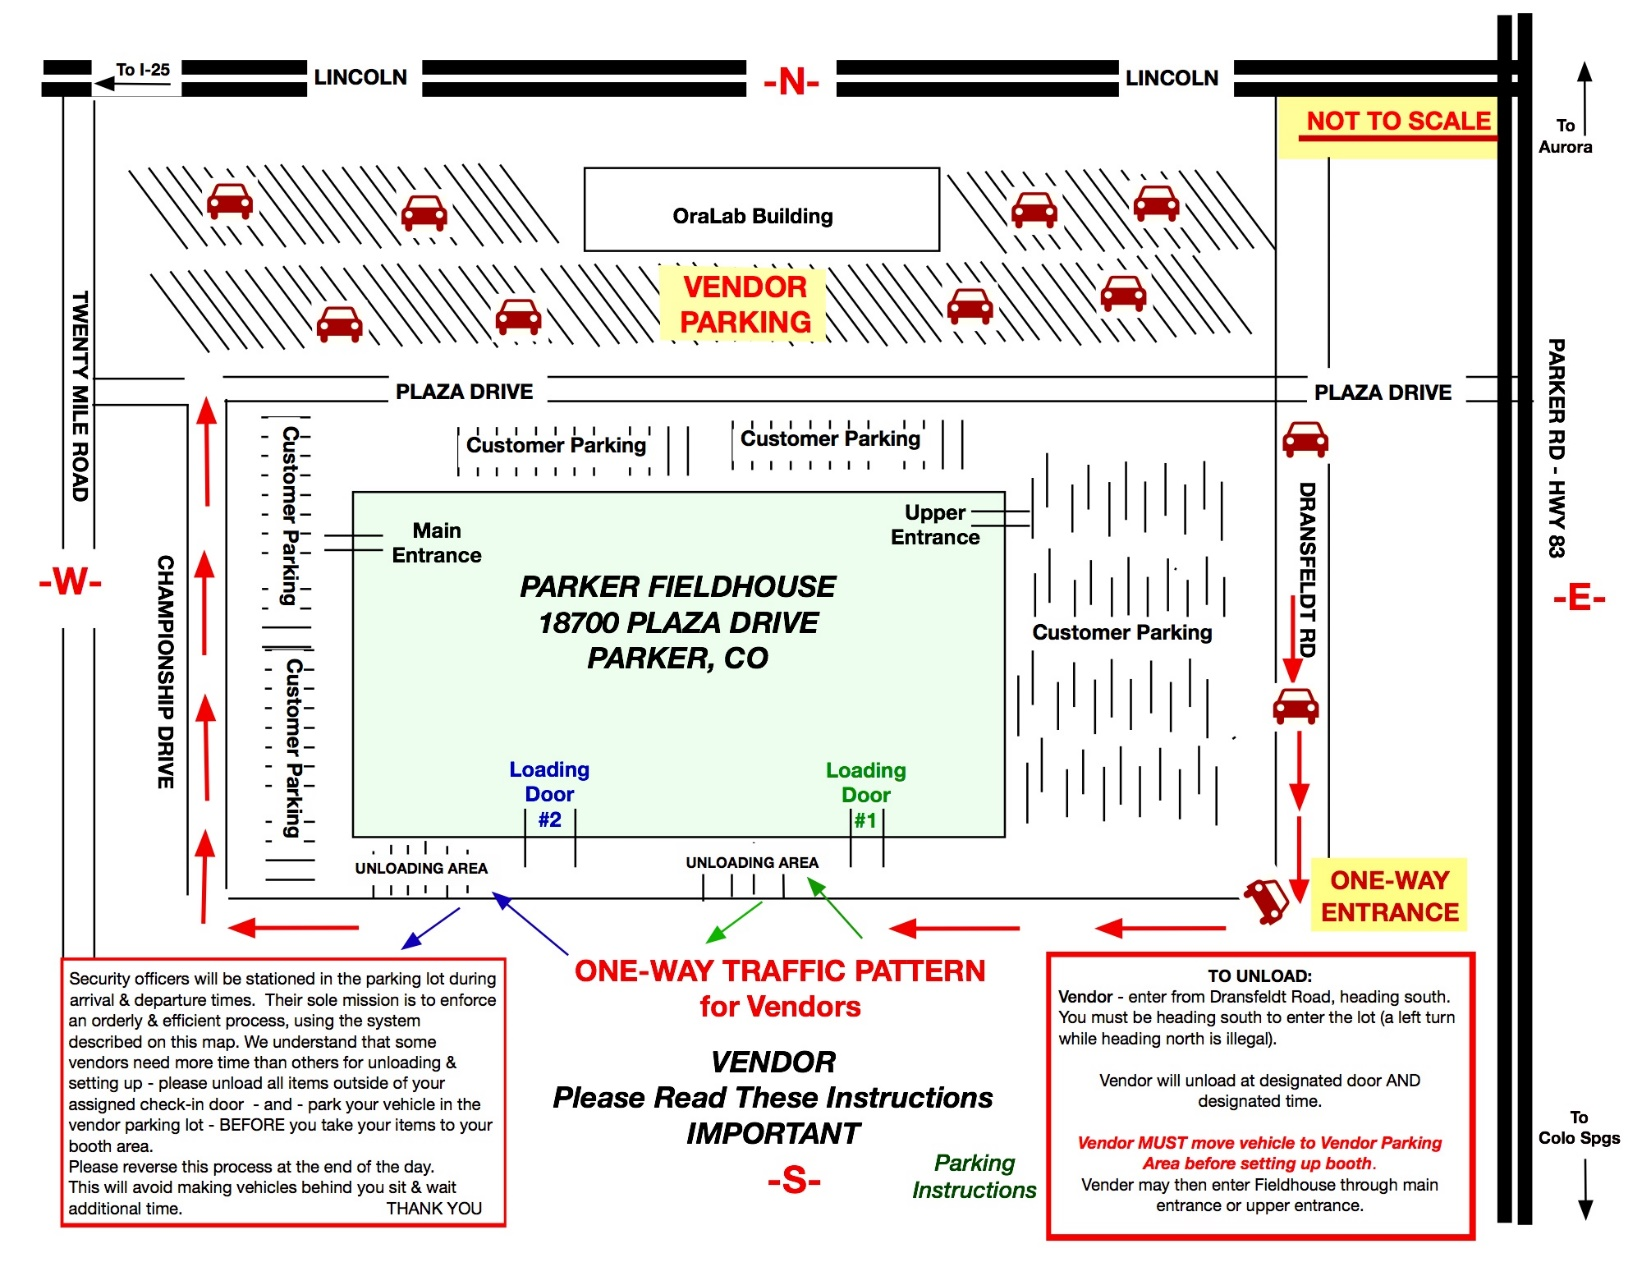 To I-25
LINCOLN
-N-
LINCOLN
NOT TO SCALE
To
Aurora
OraLab Building
VENDOR
PARKING
TWENTY MILE ROAD
PLAZA DRIVE
PLAZA DRIVE
PARKER RD - HWY 83
Customer Parking
Customer Parking
Customer Parking
Main
Entrance
Upper
Entrance
DRANSFELDT RD
-W-
-E-
CHAMPIONSHIP DRIVE
PARKER FIELDHOUSE
18700 PLAZA DRIVE
PARKER, CO
Customer Parking
Customer Parking
Loading
Door
#2
Loading
Door
#1
UNLOADING AREA
UNLOADING AREA
ONE-WAY
ENTRANCE
ONE-WAY TRAFFIC PATTERN
for Vendors
VENDOR
Please Read These Instructions
IMPORTANT
-S-
Parking
Instructions
Security officers will be stationed in the parking lot during
arrival & departure times.  Their sole mission is to enforce
an orderly & efficient process, using the system
described on this map. We understand that some
vendors need more time than others for unloading &
setting up - please unload all items outside of your
assigned check-in door  - and - park your vehicle in the
vendor parking lot - BEFORE you take your items to your
booth area.
Please reverse this process at the end of the day.
This will avoid making vehicles behind you sit & wait
additional time. THANK YOU
TO UNLOAD:
Vendor - enter from Dransfeldt Road, heading south.
You must be heading south to enter the lot (a left turn
while heading north is illegal).
Vendor will unload at designated door AND
designated time.
Vendor MUST move vehicle to Vendor Parking
Area before setting up booth.
Vender may then enter Fieldhouse through main
entrance or upper entrance.
To
Colo Spgs